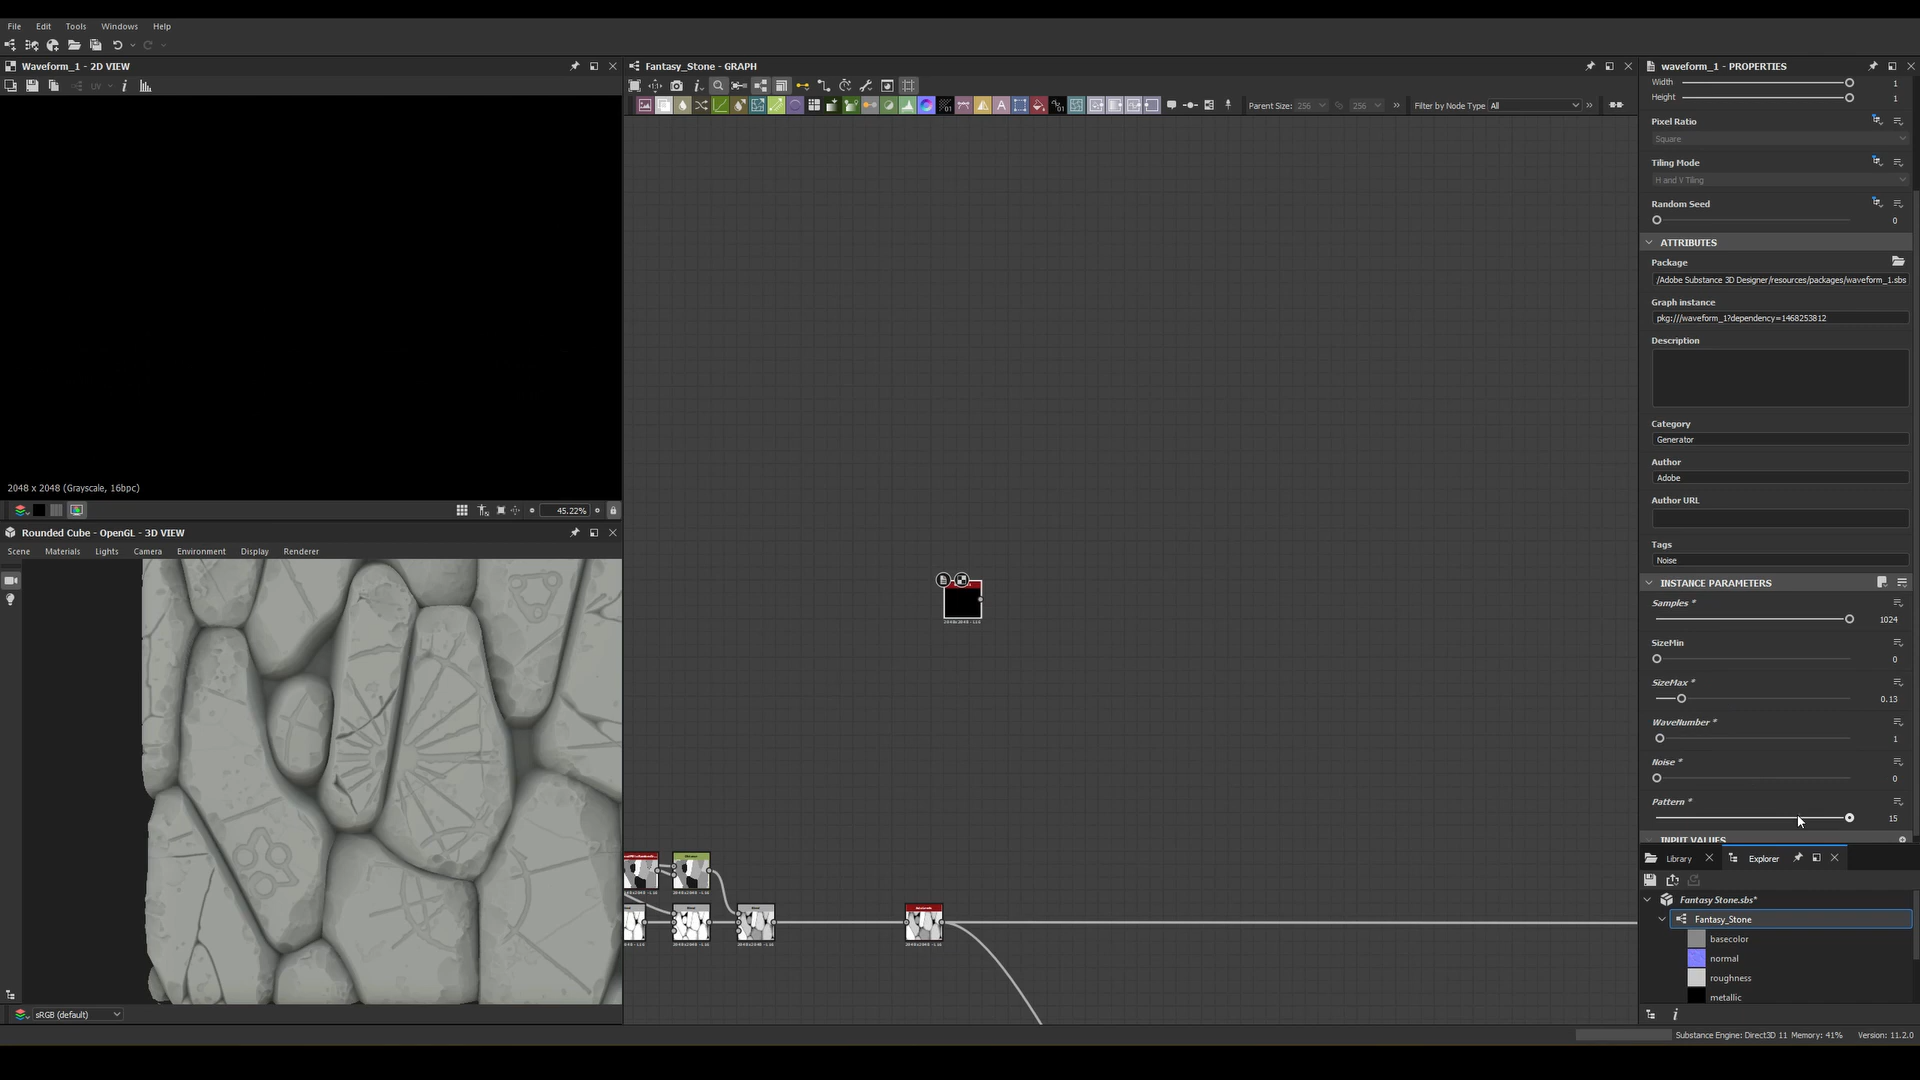 File Edit Tools Windows Help
Waveform_1 - 2D VIEW
UV
2048 x 2048 (Grayscale, 16bpc)
45.22%
Rounded Cube - OpenGL - 3D VIEW
Scene Materials Lights Camera Environment Display Renderer
sRGB (default)
Fantasy_Stone - GRAPH
Parent Size: 256 256 Filter by Node Type All
waveform_1 - PROPERTIES
Width 1
Height 1
Pixel Ratio
Square
Tiling Mode
H and V Tiling
Random Seed
0
ATTRIBUTES
Package
/Adobe Substance 3D Designer/resources/packages/waveform_1.sbs
Graph instance
pkg:///waveform_1?dependency=1468253812
Description
Category
Generator
Author
Adobe
Author URL
Tags
Noise
INSTANCE PARAMETERS
Samples *
1024
SizeMin
0
SizeMax *
0.13
WaveNumber *
1
Noise *
0
Pattern *
15
INPUT VALUES
Library Explorer
Fantasy Stone.sbs*
Fantasy_Stone
basecolor
normal
roughness
metallic
Substance Engine: Direct3D 11 Memory: 41% Version: 11.2.0